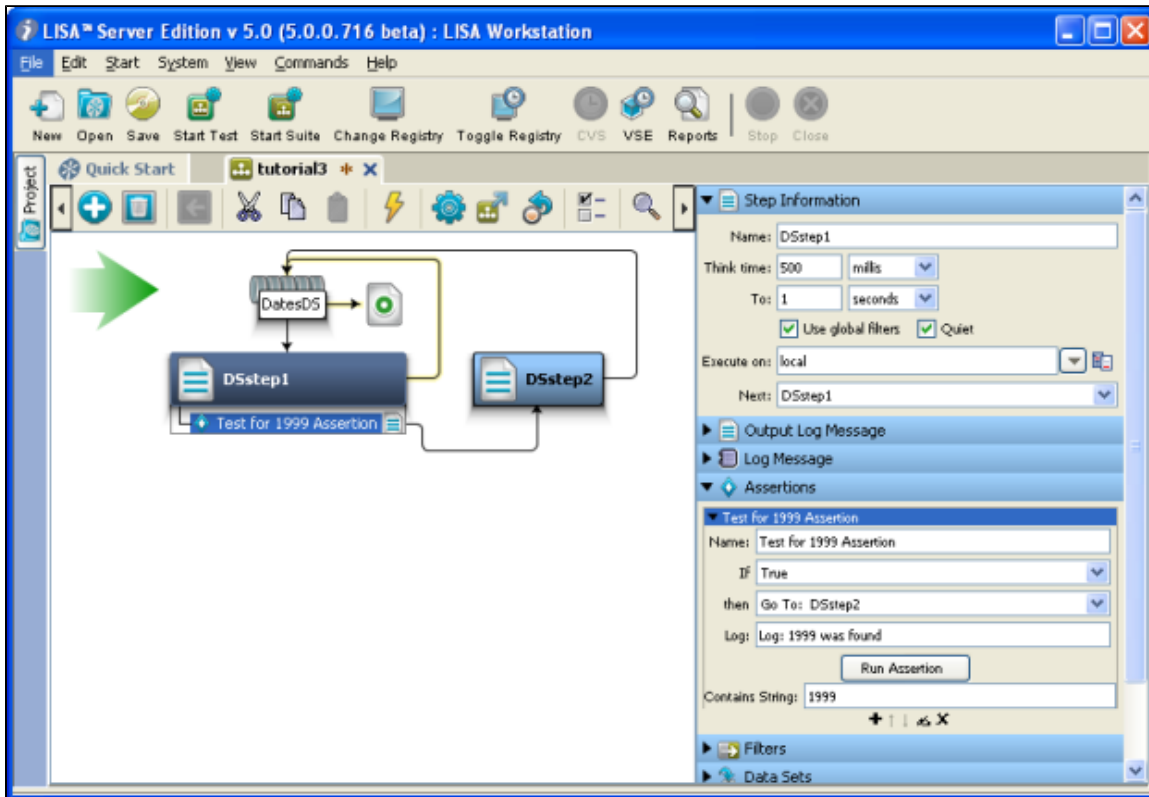 LISA™ Server Edition v 5.0 (5.0.0.716 beta) : LISA Workstation
File Edit Start System View Commands Help
New Open Save Start Test Start Suite Change Registry Toggle Registry CVS VSE Reports Stop Close
Project
Quick Start tutorial3
DatesDS
DSstep1
Test for 1999 Assertion
DSstep2
Step Information
Name: DSstep1
Think time: 500 millis
To: 1 seconds
Use global filters Quiet
Execute on: local
Next: DSstep1
Output Log Message
Log Message
Assertions
Test for 1999 Assertion
Name: Test for 1999 Assertion
If True
then Go To: DSstep2
Log: Log: 1999 was found
Run Assertion
Contains String: 1999
Filters
Data Sets